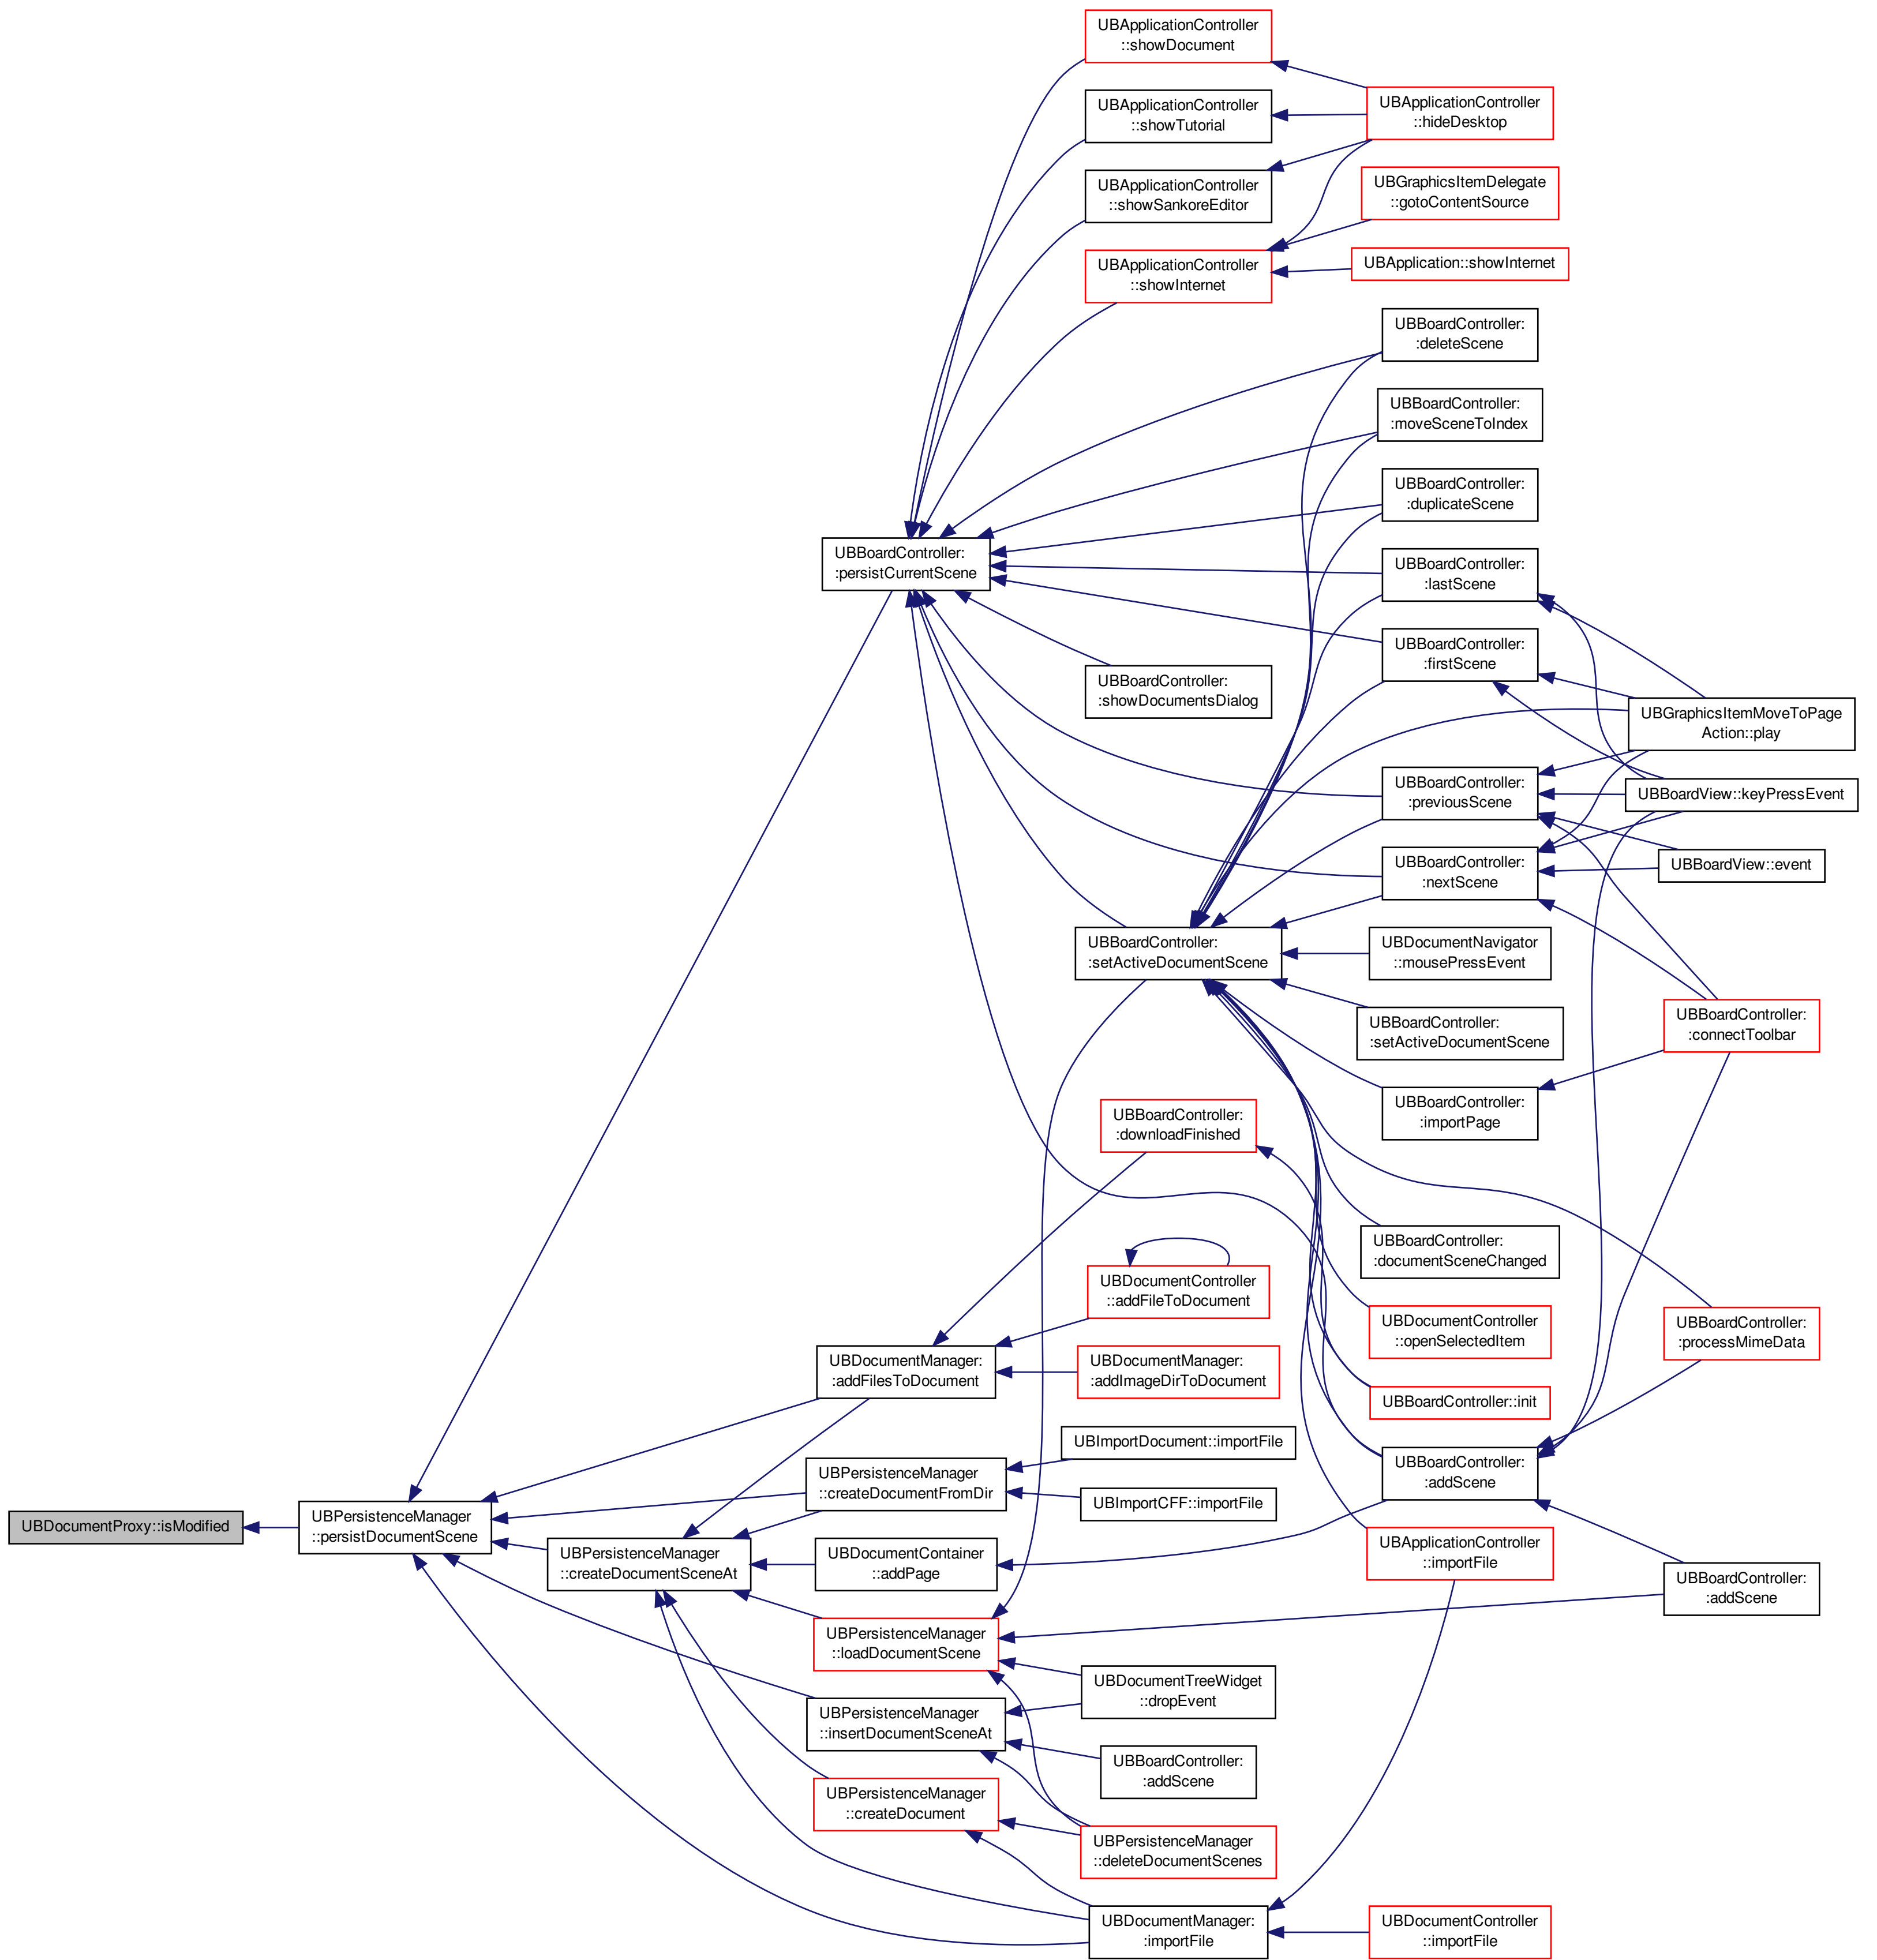 UBApplicationController
::showDocument
UBApplicationController
::showTutorial
UBApplicationController
::showSankoreEditor
UBApplicationController
::showInternet
UBApplicationController
::hideDesktop
UBGraphicsItemDelegate
::gotoContentSource
UBApplication::showInternet
UBBoardController:
:deleteScene
UBBoardController:
:moveSceneToIndex
UBBoardController:
:duplicateScene
UBBoardController:
:lastScene
UBBoardController:
:firstScene
UBBoardController:
:persistCurrentScene
UBBoardController:
:showDocumentsDialog
UBGraphicsItemMoveToPage
Action::play
UBBoardController:
:previousScene
UBBoardView::keyPressEvent
UBBoardController:
:nextScene
UBBoardView::event
UBBoardController:
:setActiveDocumentScene
UBDocumentNavigator
::mousePressEvent
UBBoardController:
:setActiveDocumentScene
UBBoardController:
:connectToolbar
UBBoardController:
:importPage
UBBoardController:
:downloadFinished
UBBoardController:
:documentSceneChanged
UBDocumentController
::addFileToDocument
UBDocumentController
::openSelectedItem
UBBoardController:
:processMimeData
UBDocumentManager:
:addFilesToDocument
UBDocumentManager:
:addImageDirToDocument
UBBoardController::init
UBImportDocument::importFile
UBBoardController:
:addScene
UBPersistenceManager
::createDocumentFromDir
UBImportCFF::importFile
UBDocumentProxy::isModified
UBPersistenceManager
::persistDocumentScene
UBPersistenceManager
::createDocumentSceneAt
UBDocumentContainer
::addPage
UBApplicationController
::importFile
UBBoardController:
:addScene
UBPersistenceManager
::loadDocumentScene
UBDocumentTreeWidget
::dropEvent
UBPersistenceManager
::insertDocumentSceneAt
UBBoardController:
:addScene
UBPersistenceManager
::createDocument
UBPersistenceManager
::deleteDocumentScenes
UBDocumentManager:
:importFile
UBDocumentController
::importFile